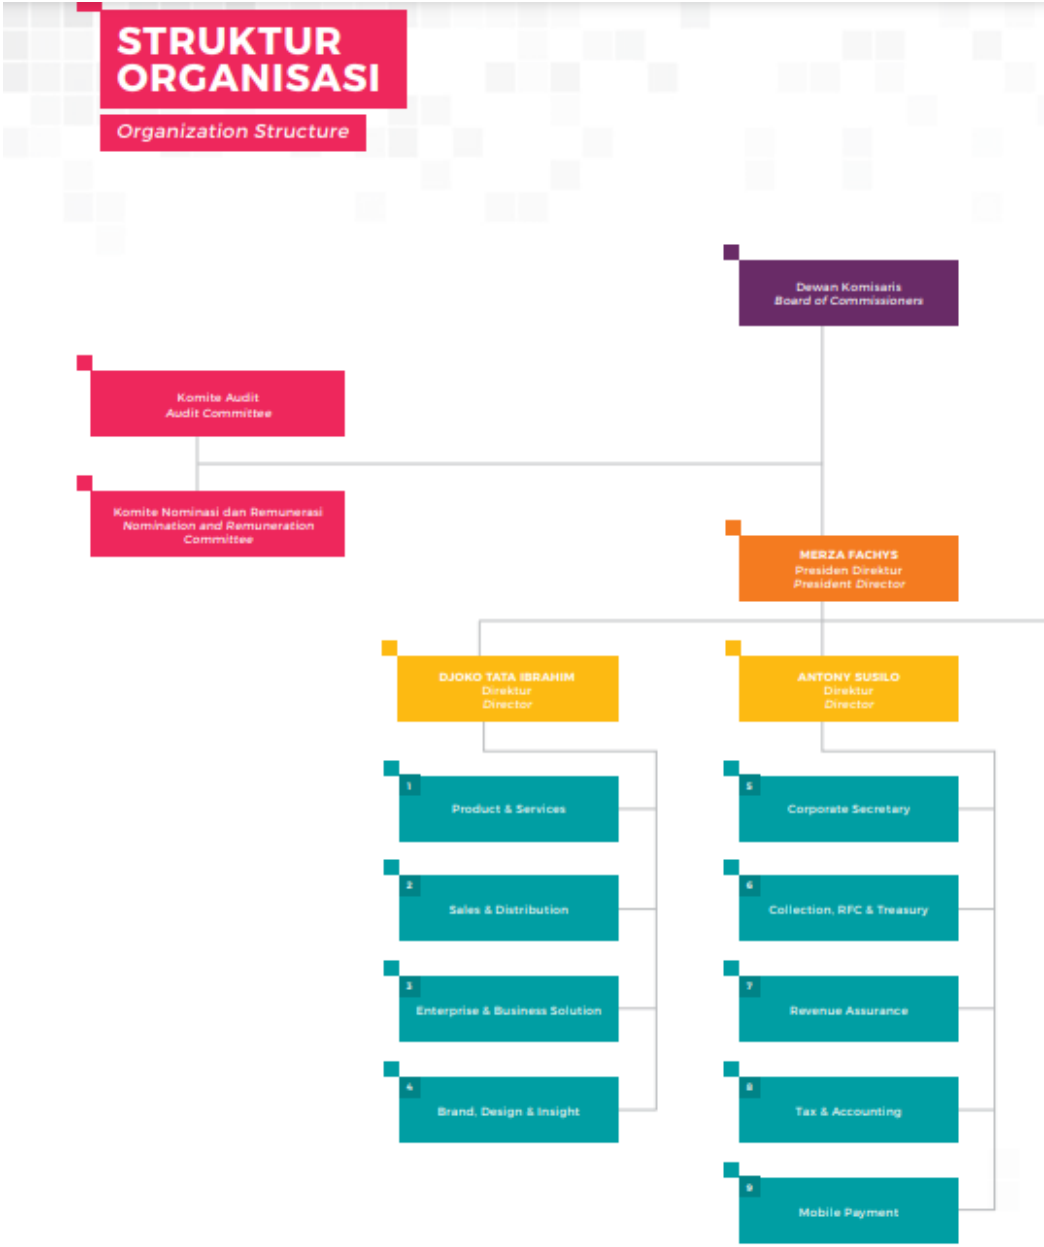 STRUKTUR
ORGANISASI
Organization Structure
Dewan Komisaris
Board of Commissioners
Komite Audit
Audit Committee
Komite Nominasi dan Remunerasi
Nomination and Remuneration
Committee
MERZA FACHYS
Presiden Direktur
President Director
DJOKO TATA IBRAHIM
Direktur
Director
1
Product & Services
2
Sales & Distribution
3
Enterprise & Business Solution
4
Brand, Design & Insight
ANTONY SUSILO
Direktur
Director
5
Corporate Secretary
6
Collection, RFC & Treasury
7
Revenue Assurance
8
Tax & Accounting
9
Mobile Payment